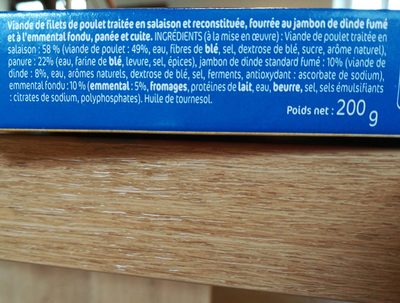 Viande de filets de poulet traitée en salaison et reconstituée, fourrée au jambon de dinde fumé
et à l'emmental fondu, panée et cuite. INGRÉDIENTS (à la mise en œuvre) : Viande de poulet traitée en
salaison : 58 % (viande de poulet : 49%, eau, fibres de blé, sel, dextrose de blé, sucre, arôme naturel),
panure : 22% (eau, farine de blé, levure, sel, épices), jambon de dinde standard fumé : 10% (viande de
dinde : 8%, eau, arômes naturels, dextrose de blé, sel, ferments, antioxydant : ascorbate de sodium),
emmental fondu : 10% (emmental : 5%, fromages, protéines de lait, eau, beurre, sel, sels émulsifiants
: citrates de sodium, polyphosphates). Huile de tournesol.
Poids net : 200 g